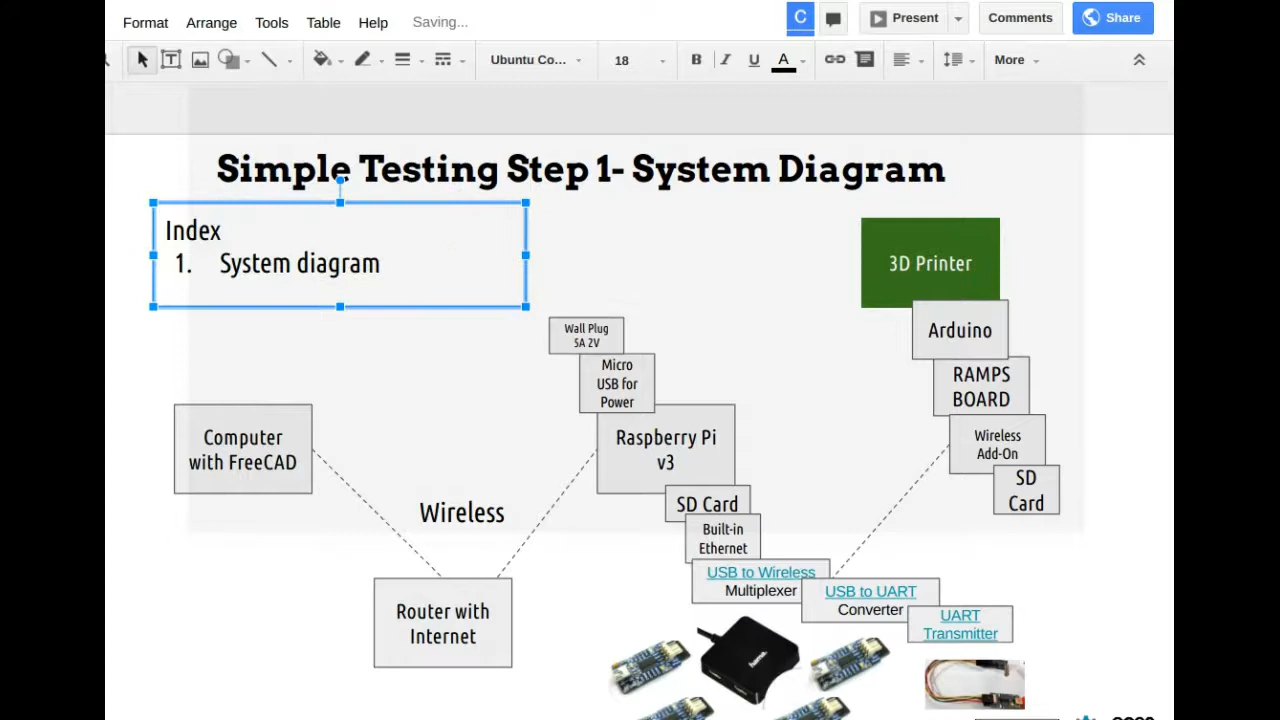 Format Arrange Tools Table Help Saving...
C Present Comments Share
Ubuntu Co... 18 B I U A More
Simple Testing Step 1- System Diagram
Index
1. System diagram
3D Printer
Arduino
RAMPS
BOARD
Wireless
Add-On
SD
Card
Wall Plug
5A 2V
Micro
USB for
Power
Raspberry Pi
v3
Computer
with FreeCAD
SD Card
Wireless
Built-in
Ethernet
USB to Wireless
Multiplexer
USB to UART
Converter
UART
Transmitter
Router with
Internet
hama.